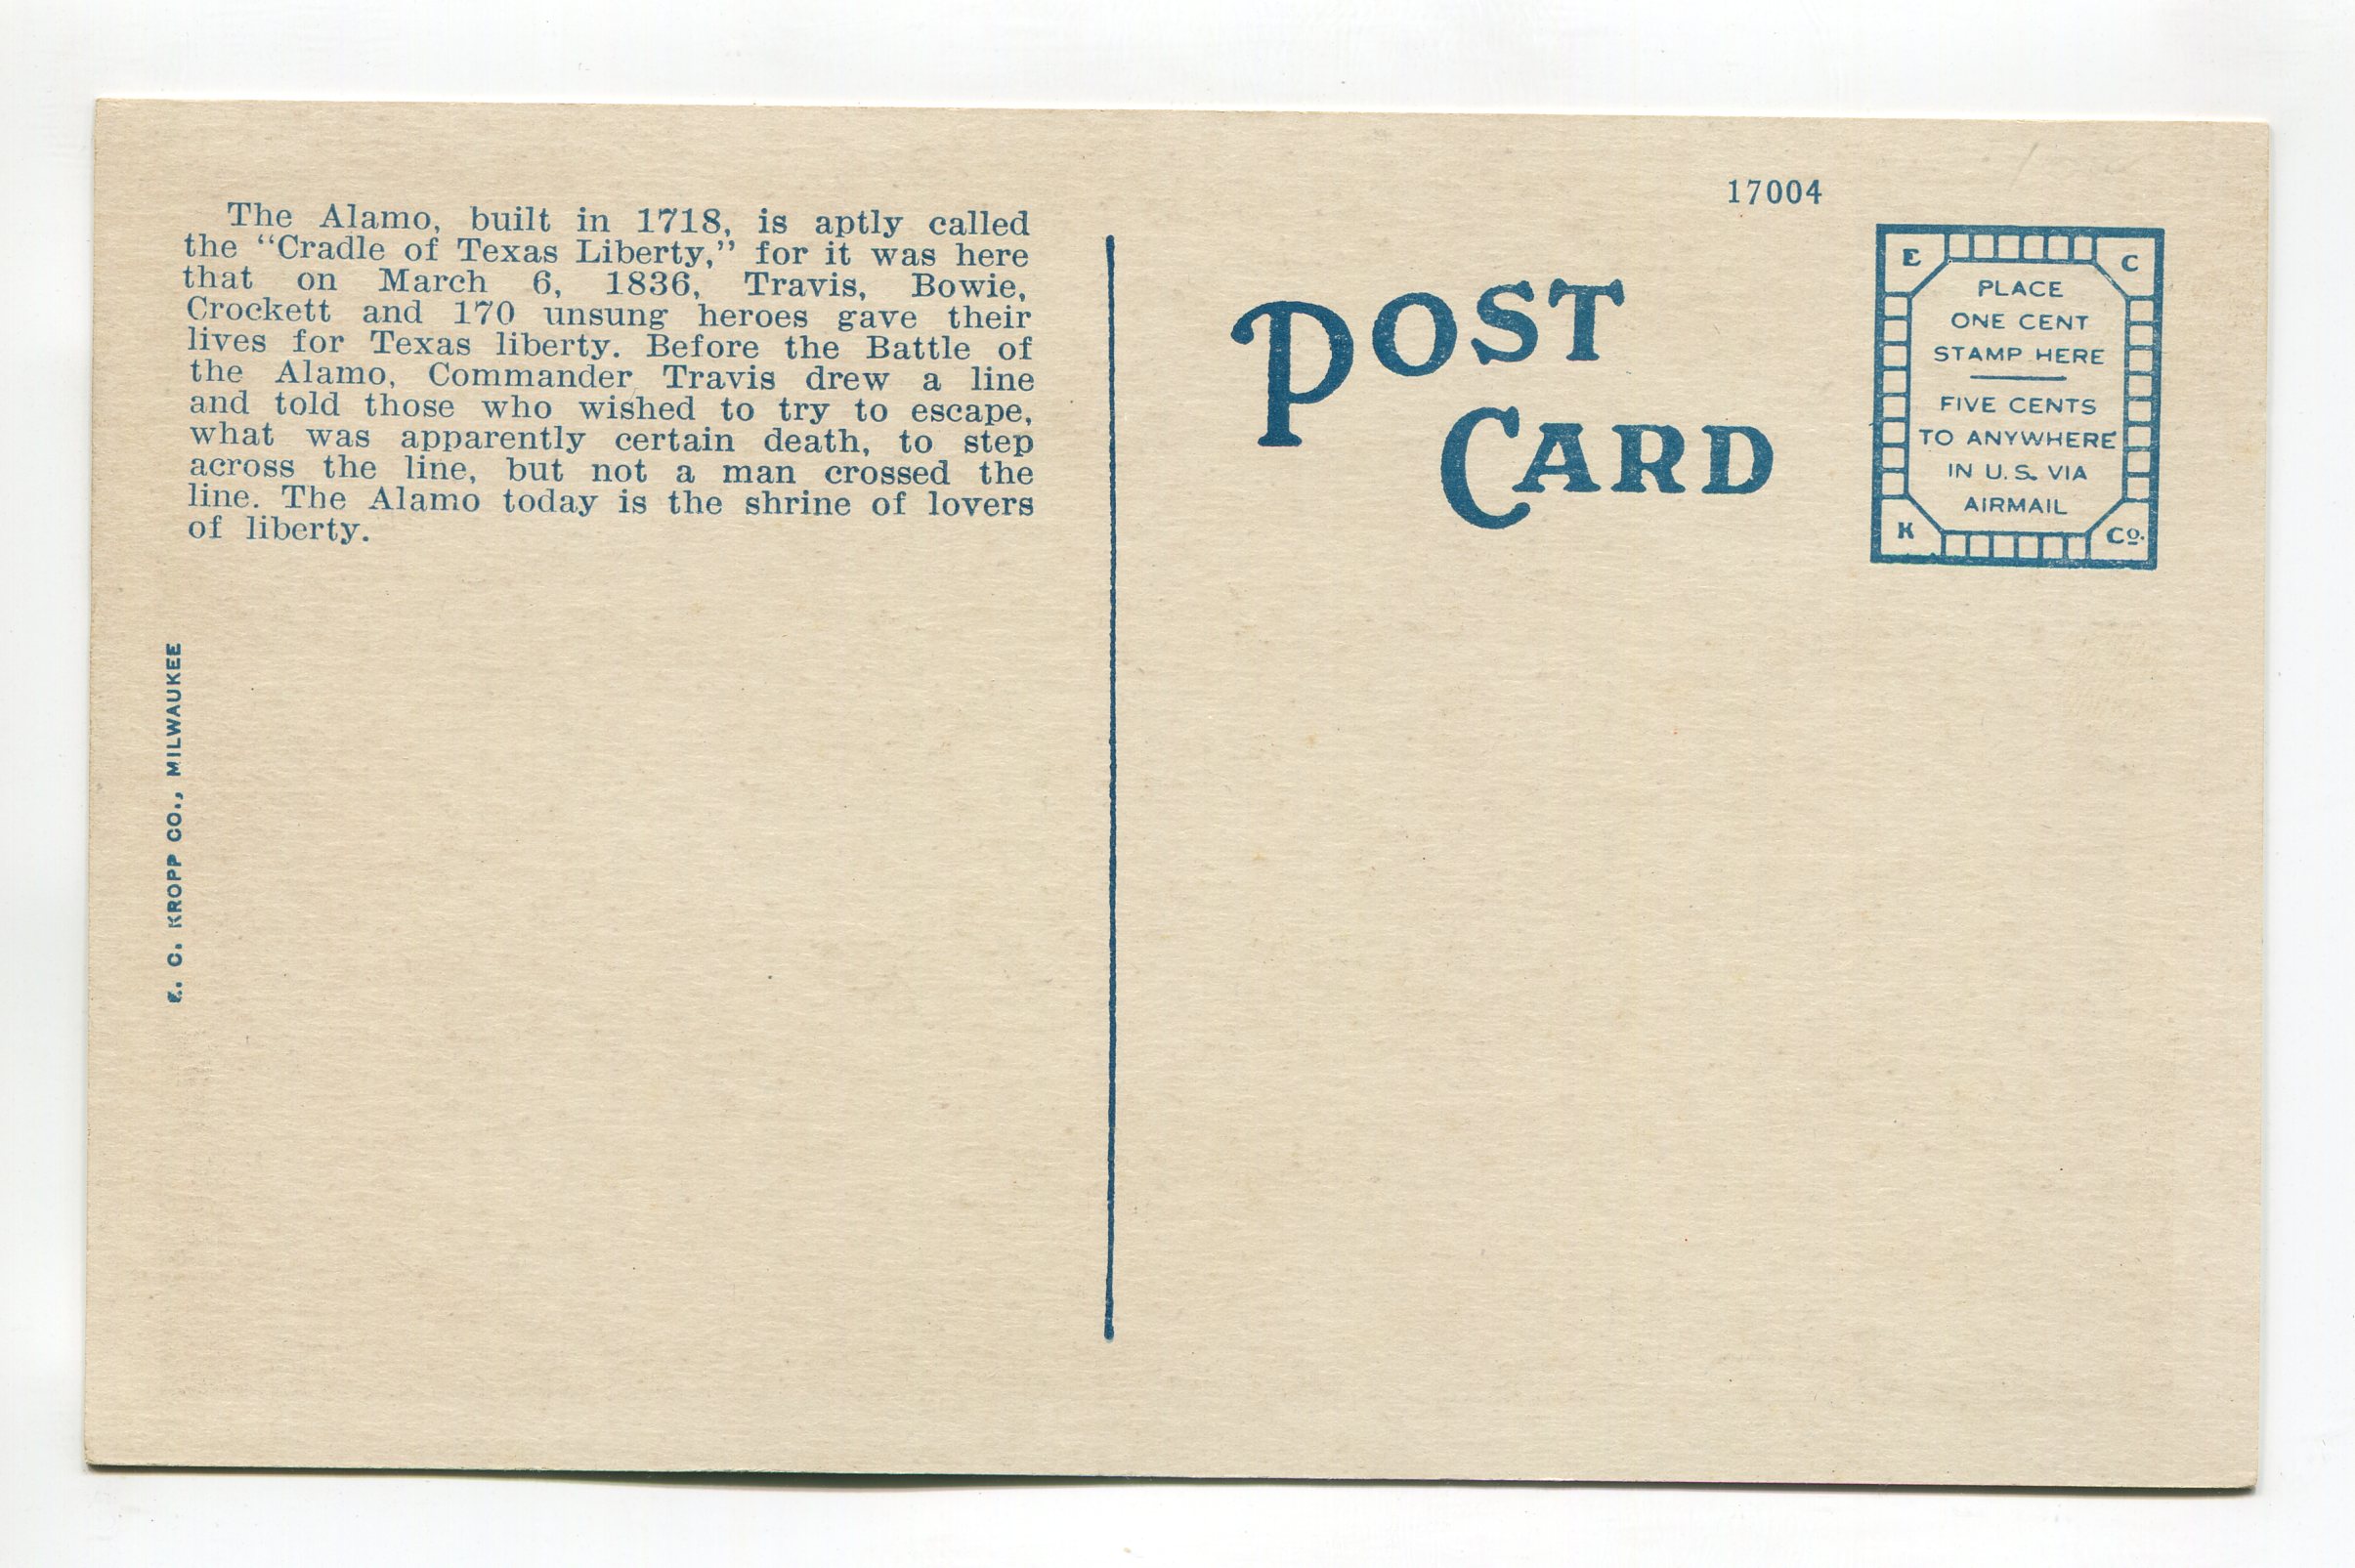 The Alamo, built in 1718, is aptly called
the “Cradle of Texas Liberty,” for it was here
that on March 6, 1836, Travis, Bowie,
Crockett and 170 unsung heroes gave their
lives for Texas liberty. Before the Battle of
the Alamo, Commander Travis drew a line
and told those who wished to try to escape,
what was apparently certain death, to step
across the line, but not a man crossed the
line. The Alamo today is the shrine of lovers
of liberty.
E. C. KROPP CO., MILWAUKEE
POST
CARD
17004
E C
PLACE
ONE CENT
STAMP HERE
FIVE CENTS
TO ANYWHERE
IN U.S. VIA
AIRMAIL
K Co.